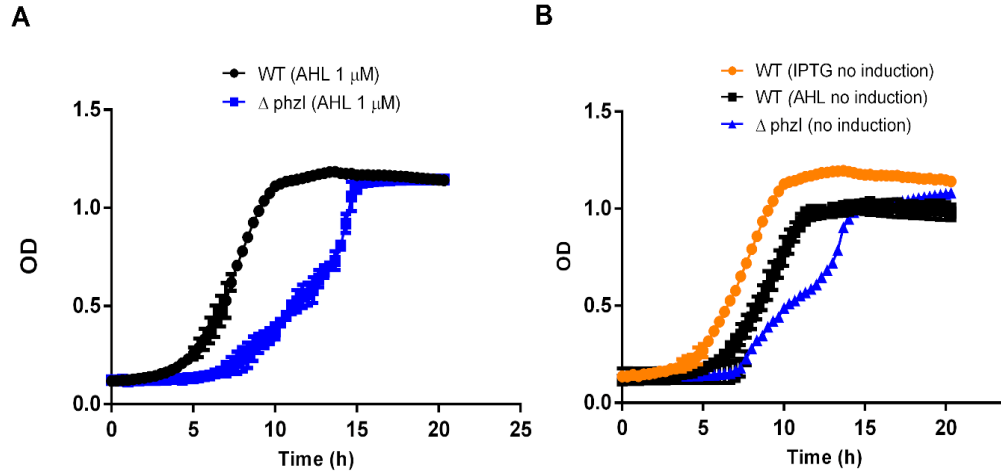 A
WT (AHL 1 μM)
Δ phzI (AHL 1 μM)
1.5
1.0
0.5
0.0
OD
0 5 10 15 20 25
Time (h)
B
WT (IPTG no induction)
WT (AHL no induction)
Δ phzI (no induction)
1.5
1.0
0.5
0.0
OD
0 5 10 15 20
Time (h)